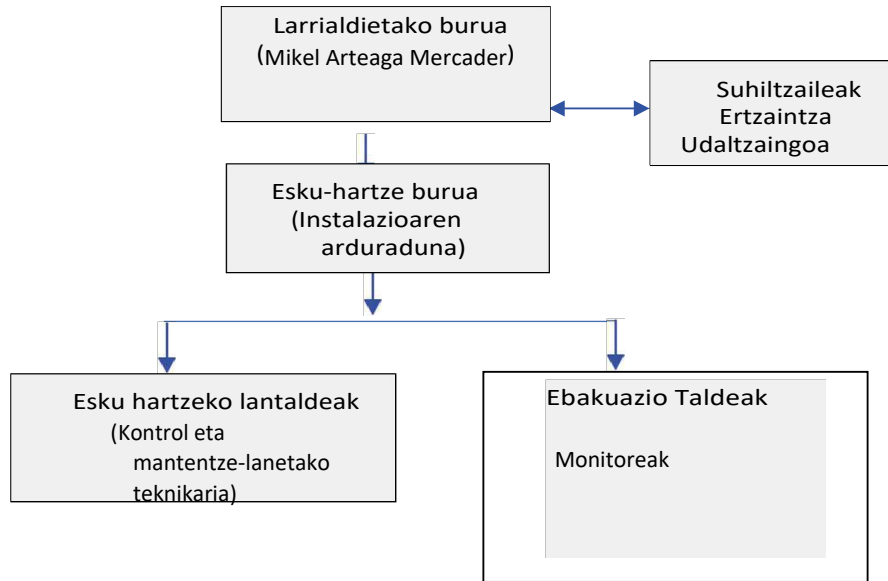 Larrialdietako burua
(Mikel Arteaga Mercader)
Suhiltzaileak
Ertzaintza
Udaltzaingoa
Esku-hartze burua
(Instalazioaren
arduraduna)
Esku hartzeko lantaldeak
(Kontrol eta
mantentze-lanetako
teknikaria)
Ebakuazio Taldeak
Monitoreak